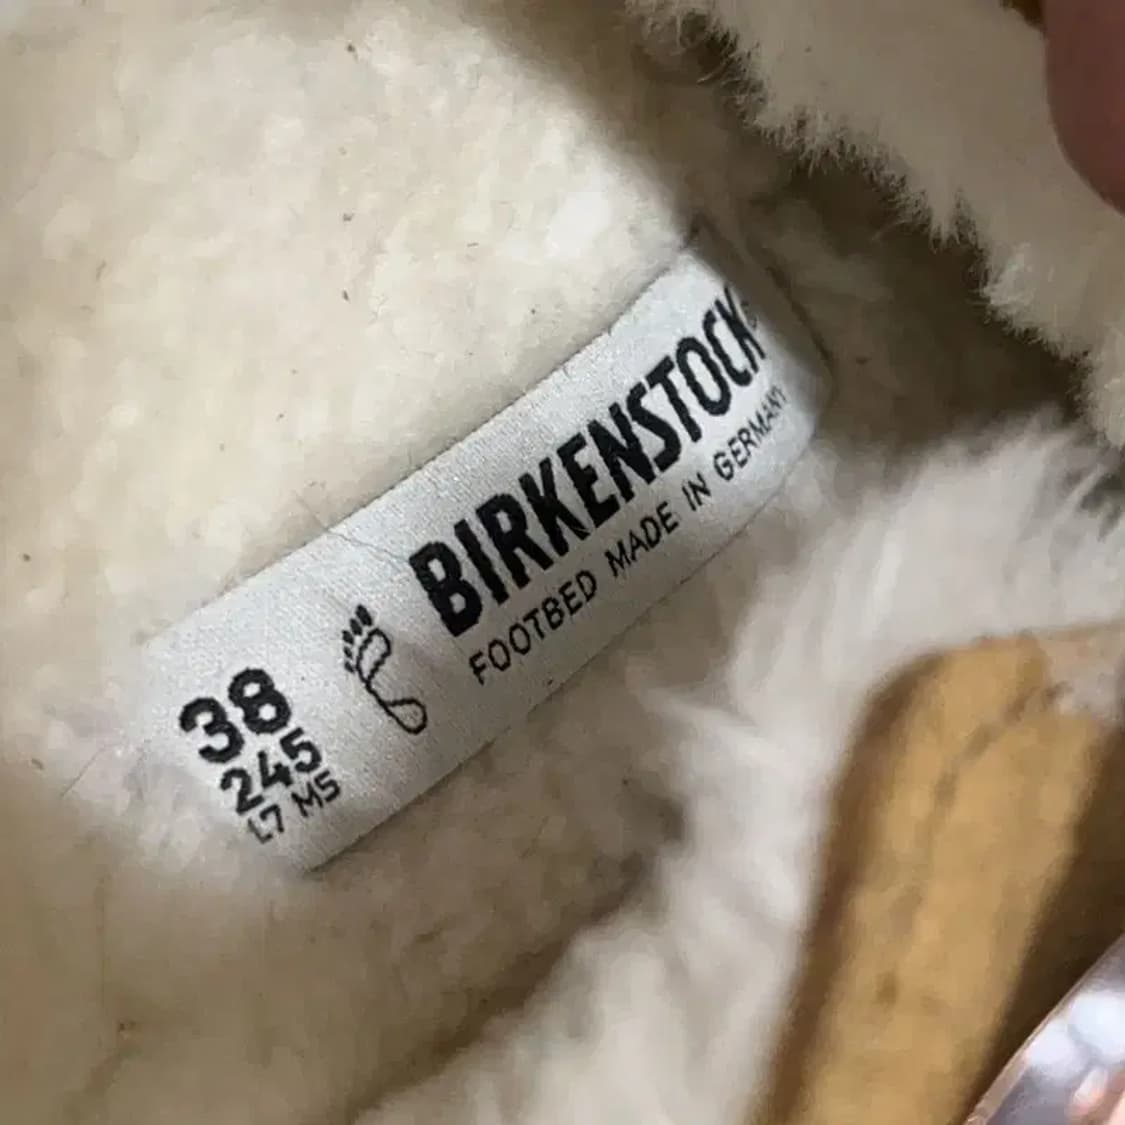 BIRKENSTOCK®
FOOTBED MADE IN GERMANY
38
245
L7 M5